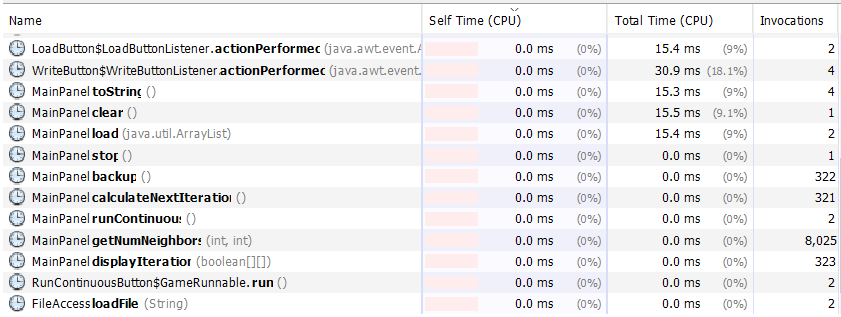 Name Self Time (CPU) Total Time (CPU) Invocations
LoadButton$LoadButtonListener.actionPerformed (java.awt.event.A 0.0 ms (0%) 15.4 ms (9%) 2
WriteButton$WriteButtonListener.actionPerformed (java.awt.event. 0.0 ms (0%) 30.9 ms (18.1%) 4
MainPanel toString () 0.0 ms (0%) 15.3 ms (9%) 4
MainPanel clear () 0.0 ms (0%) 15.5 ms (9.1%) 1
MainPanel load (java.util.ArrayList) 0.0 ms (0%) 15.4 ms (9%) 2
MainPanel stop () 0.0 ms (0%) 0.0 ms (0%) 1
MainPanel backup () 0.0 ms (0%) 0.0 ms (0%) 322
MainPanel calculateNextIteration () 0.0 ms (0%) 0.0 ms (0%) 321
MainPanel runContinuous () 0.0 ms (0%) 0.0 ms (0%) 2
MainPanel getNumNeighbors (int, int) 0.0 ms (0%) 0.0 ms (0%) 8,025
MainPanel displayIteration (boolean[][]) 0.0 ms (0%) 0.0 ms (0%) 323
RunContinuousButton$GameRunnable.run () 0.0 ms (0%) 0.0 ms (0%) 2
FileAccess loadFile (String) 0.0 ms (0%) 0.0 ms (0%) 2